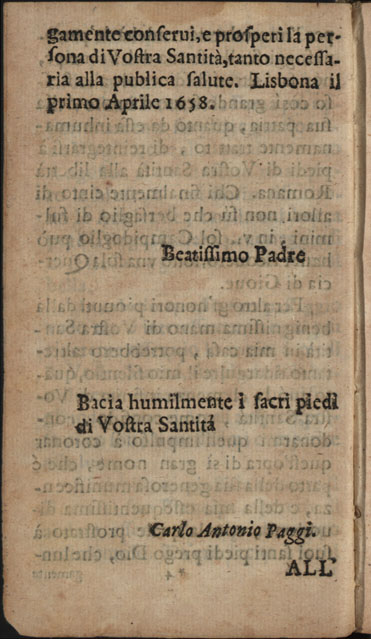 gamente conſerui, e proſperi la per-
ſona di Voſtra Santità, tanto neceſſa-
ria alla publica ſalute. Lisbona il
primo Aprile 1658.
Beatiſſimo Padre
Bacia humilmente i ſacri piedi
di Voſtra Santità
Carlo Antonio Paggi.
ALL'